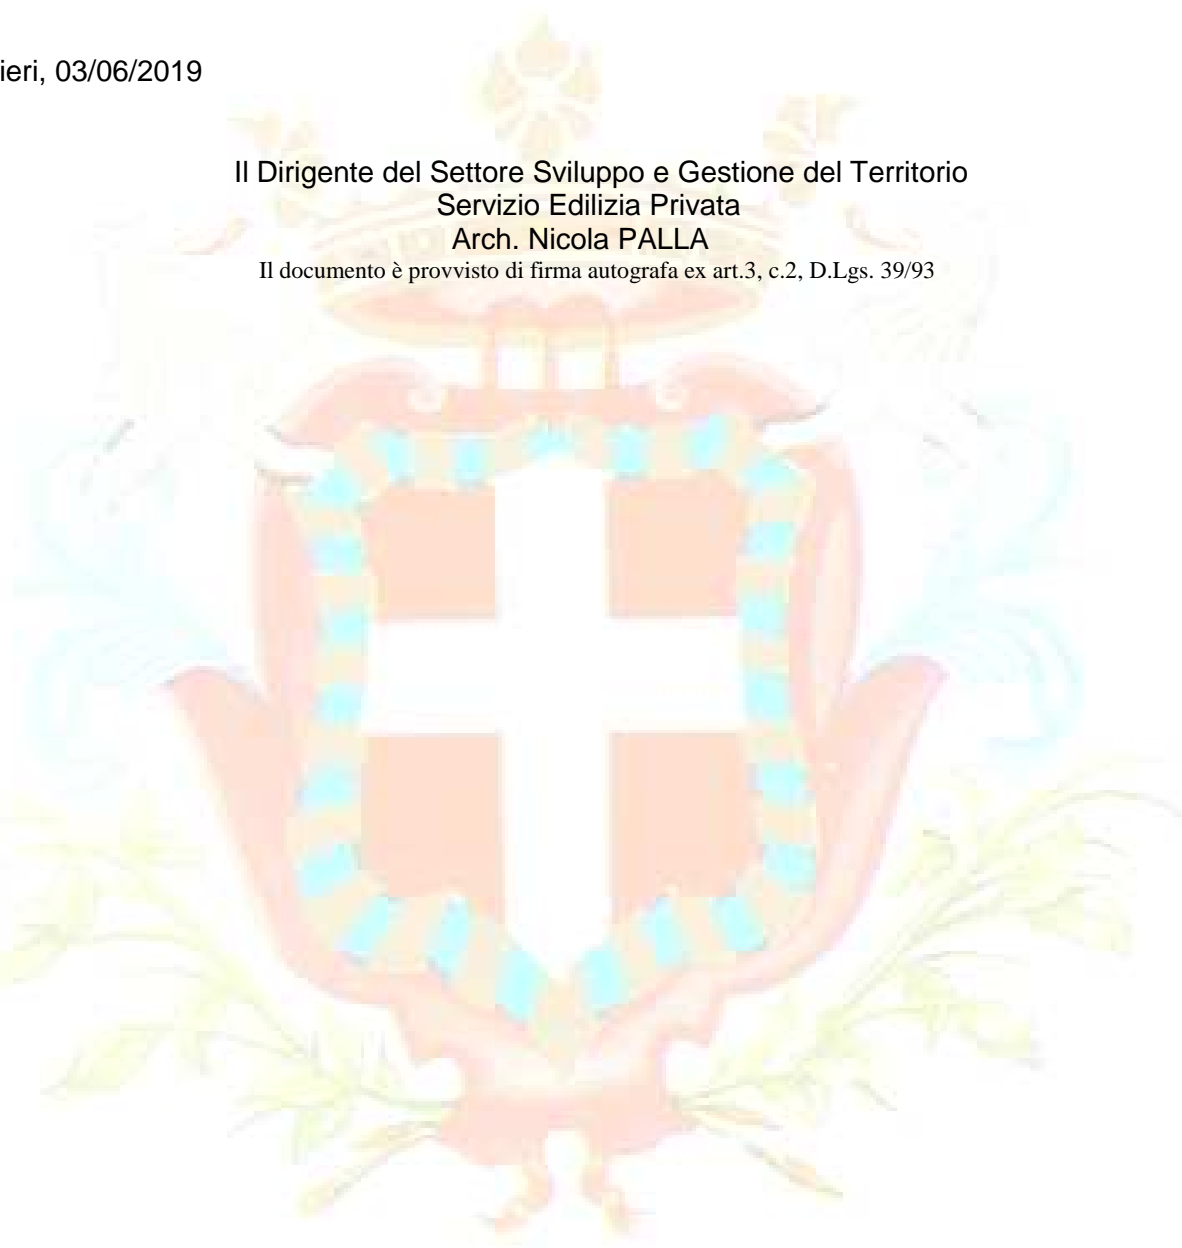 ieri, 03/06/2019
Il Dirigente del Settore Sviluppo e Gestione del Territorio
Servizio Edilizia Privata
Arch. Nicola PALLA
Il documento è provvisto di firma autografa ex art.3, c.2, D.Lgs. 39/93